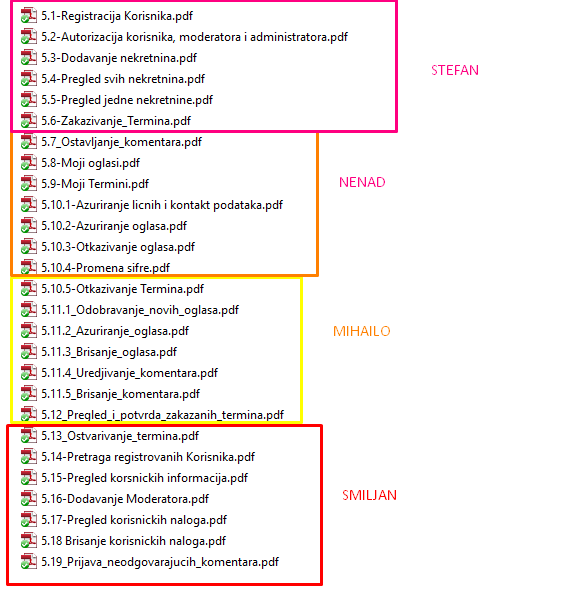 5.1-Registracija Korisnika.pdf
5.2-Autorizacija korisnika, moderatora i administratora.pdf
5.3-Dodavanje nekretnina.pdf
5.4-Pregled svih nekretnina.pdf
5.5-Pregled jedne nekretnine.pdf
5.6-Zakazivanje_Termina.pdf
STEFAN
5.7_Ostavljanje_komentara.pdf
5.8-Moji oglasi.pdf
5.9-Moji Termini.pdf
5.10.1-Azuriranje licnih i kontakt podataka.pdf
5.10.2-Azuriranje oglasa.pdf
5.10.3-Otkazivanje oglasa.pdf
5.10.4-Promena sifre.pdf
NENAD
5.10.5-Otkazivanje Termina.pdf
5.11.1_Odobravanje_novih_oglasa.pdf
5.11.2_Azuriranje_oglasa.pdf
5.11.3_Brisanje_oglasa.pdf
5.11.4_Uredjivanje_komentara.pdf
5.11.5_Brisanje_komentara.pdf
5.12_Pregled_i_potvrda_zakazanih_termina.pdf
MIHAILO
5.13_Ostvarivanje_termina.pdf
5.14-Pretraga registrovanih Korisnika.pdf
5.15-Pregled korsnickih informacija.pdf
5.16-Dodavanje Moderatora.pdf
5.17-Pregled korisnickih naloga.pdf
5.18 Brisanje korisnickih naloga.pdf
5.19_Prijava_neodgovarajucih_komentara.pdf
SMILJAN